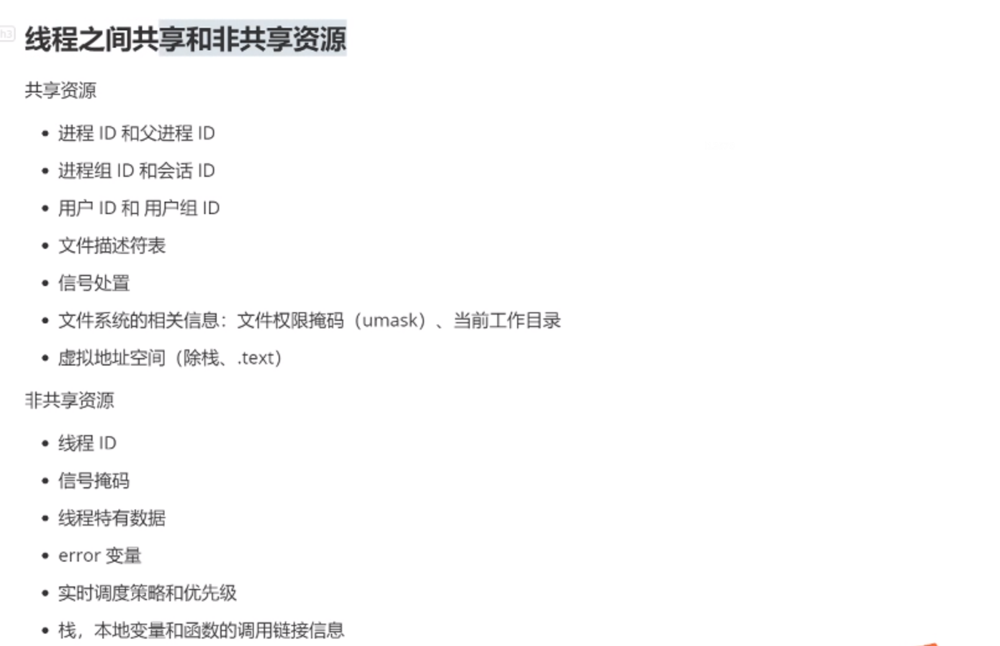 h3
线程之间共享和非共享资源
共享资源
进程 ID 和父进程 ID
进程组 ID 和会话 ID
用户 ID 和 用户组 ID
文件描述符表
信号处置
文件系统的相关信息：文件权限掩码（umask）、当前工作目录
虚拟地址空间（除栈、.text）
非共享资源
线程 ID
信号掩码
线程特有数据
error 变量
实时调度策略和优先级
栈，本地变量和函数的调用链接信息